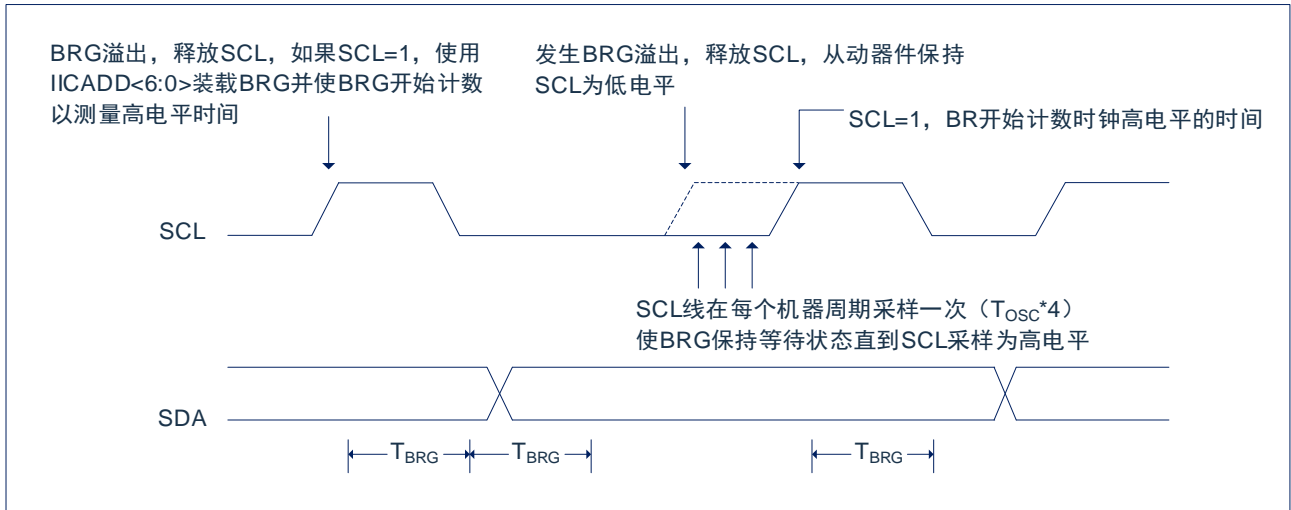 BRG溢出，释放SCL，如果SCL=1，使用
IICADD<6:0>装载BRG并使BRG开始计数
以测量高电平时间
发生BRG溢出，释放SCL，从动器件保持
SCL为低电平
SCL=1，BR开始计数时钟高电平的时间
SCL
SCL线在每个机器周期采样一次（TOSC*4）
使BRG保持等待状态直到SCL采样为高电平
SDA
TBRG
TBRG
TBRG